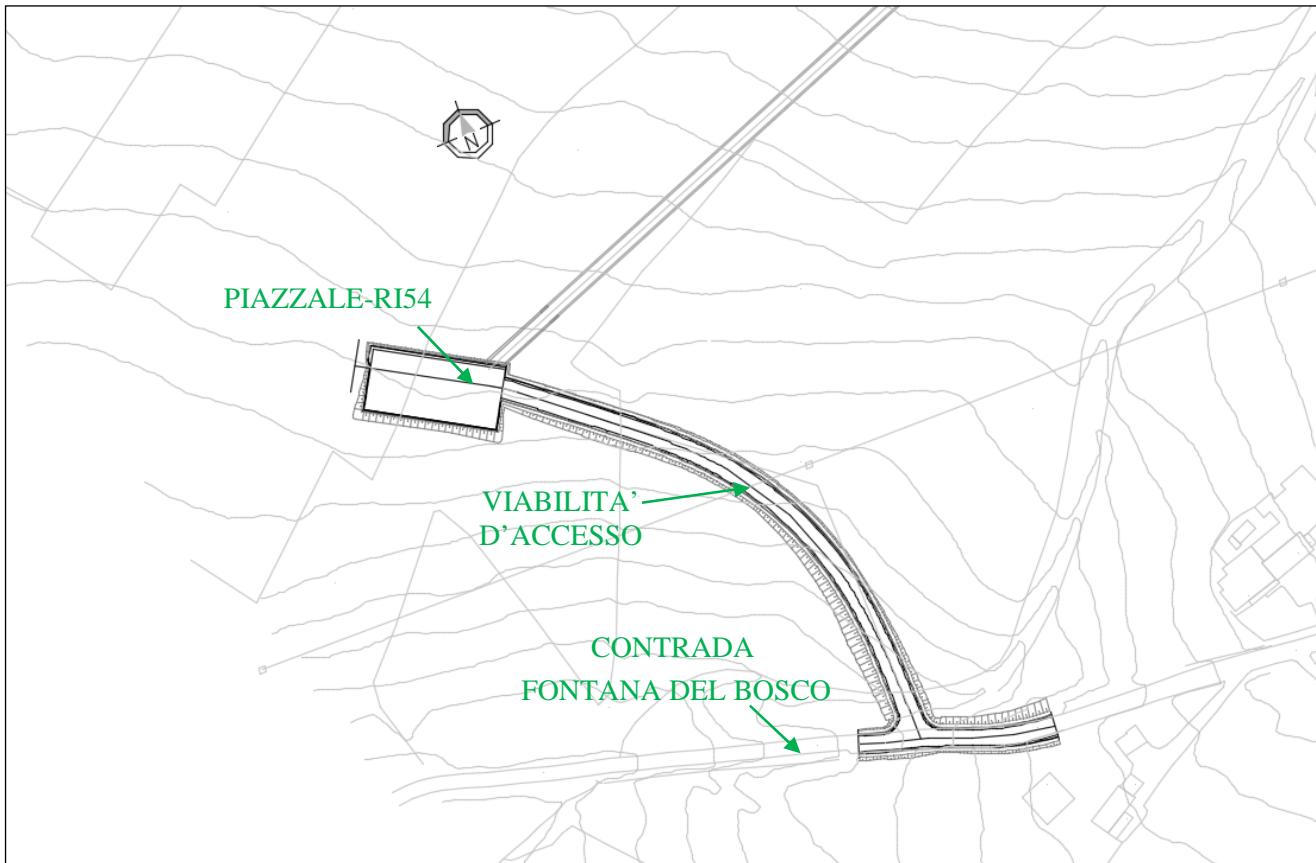 N
PIAZZALE-RI54
VIABILITA’
D’ACCESSO
CONTRADA
FONTANA DEL BOSCO